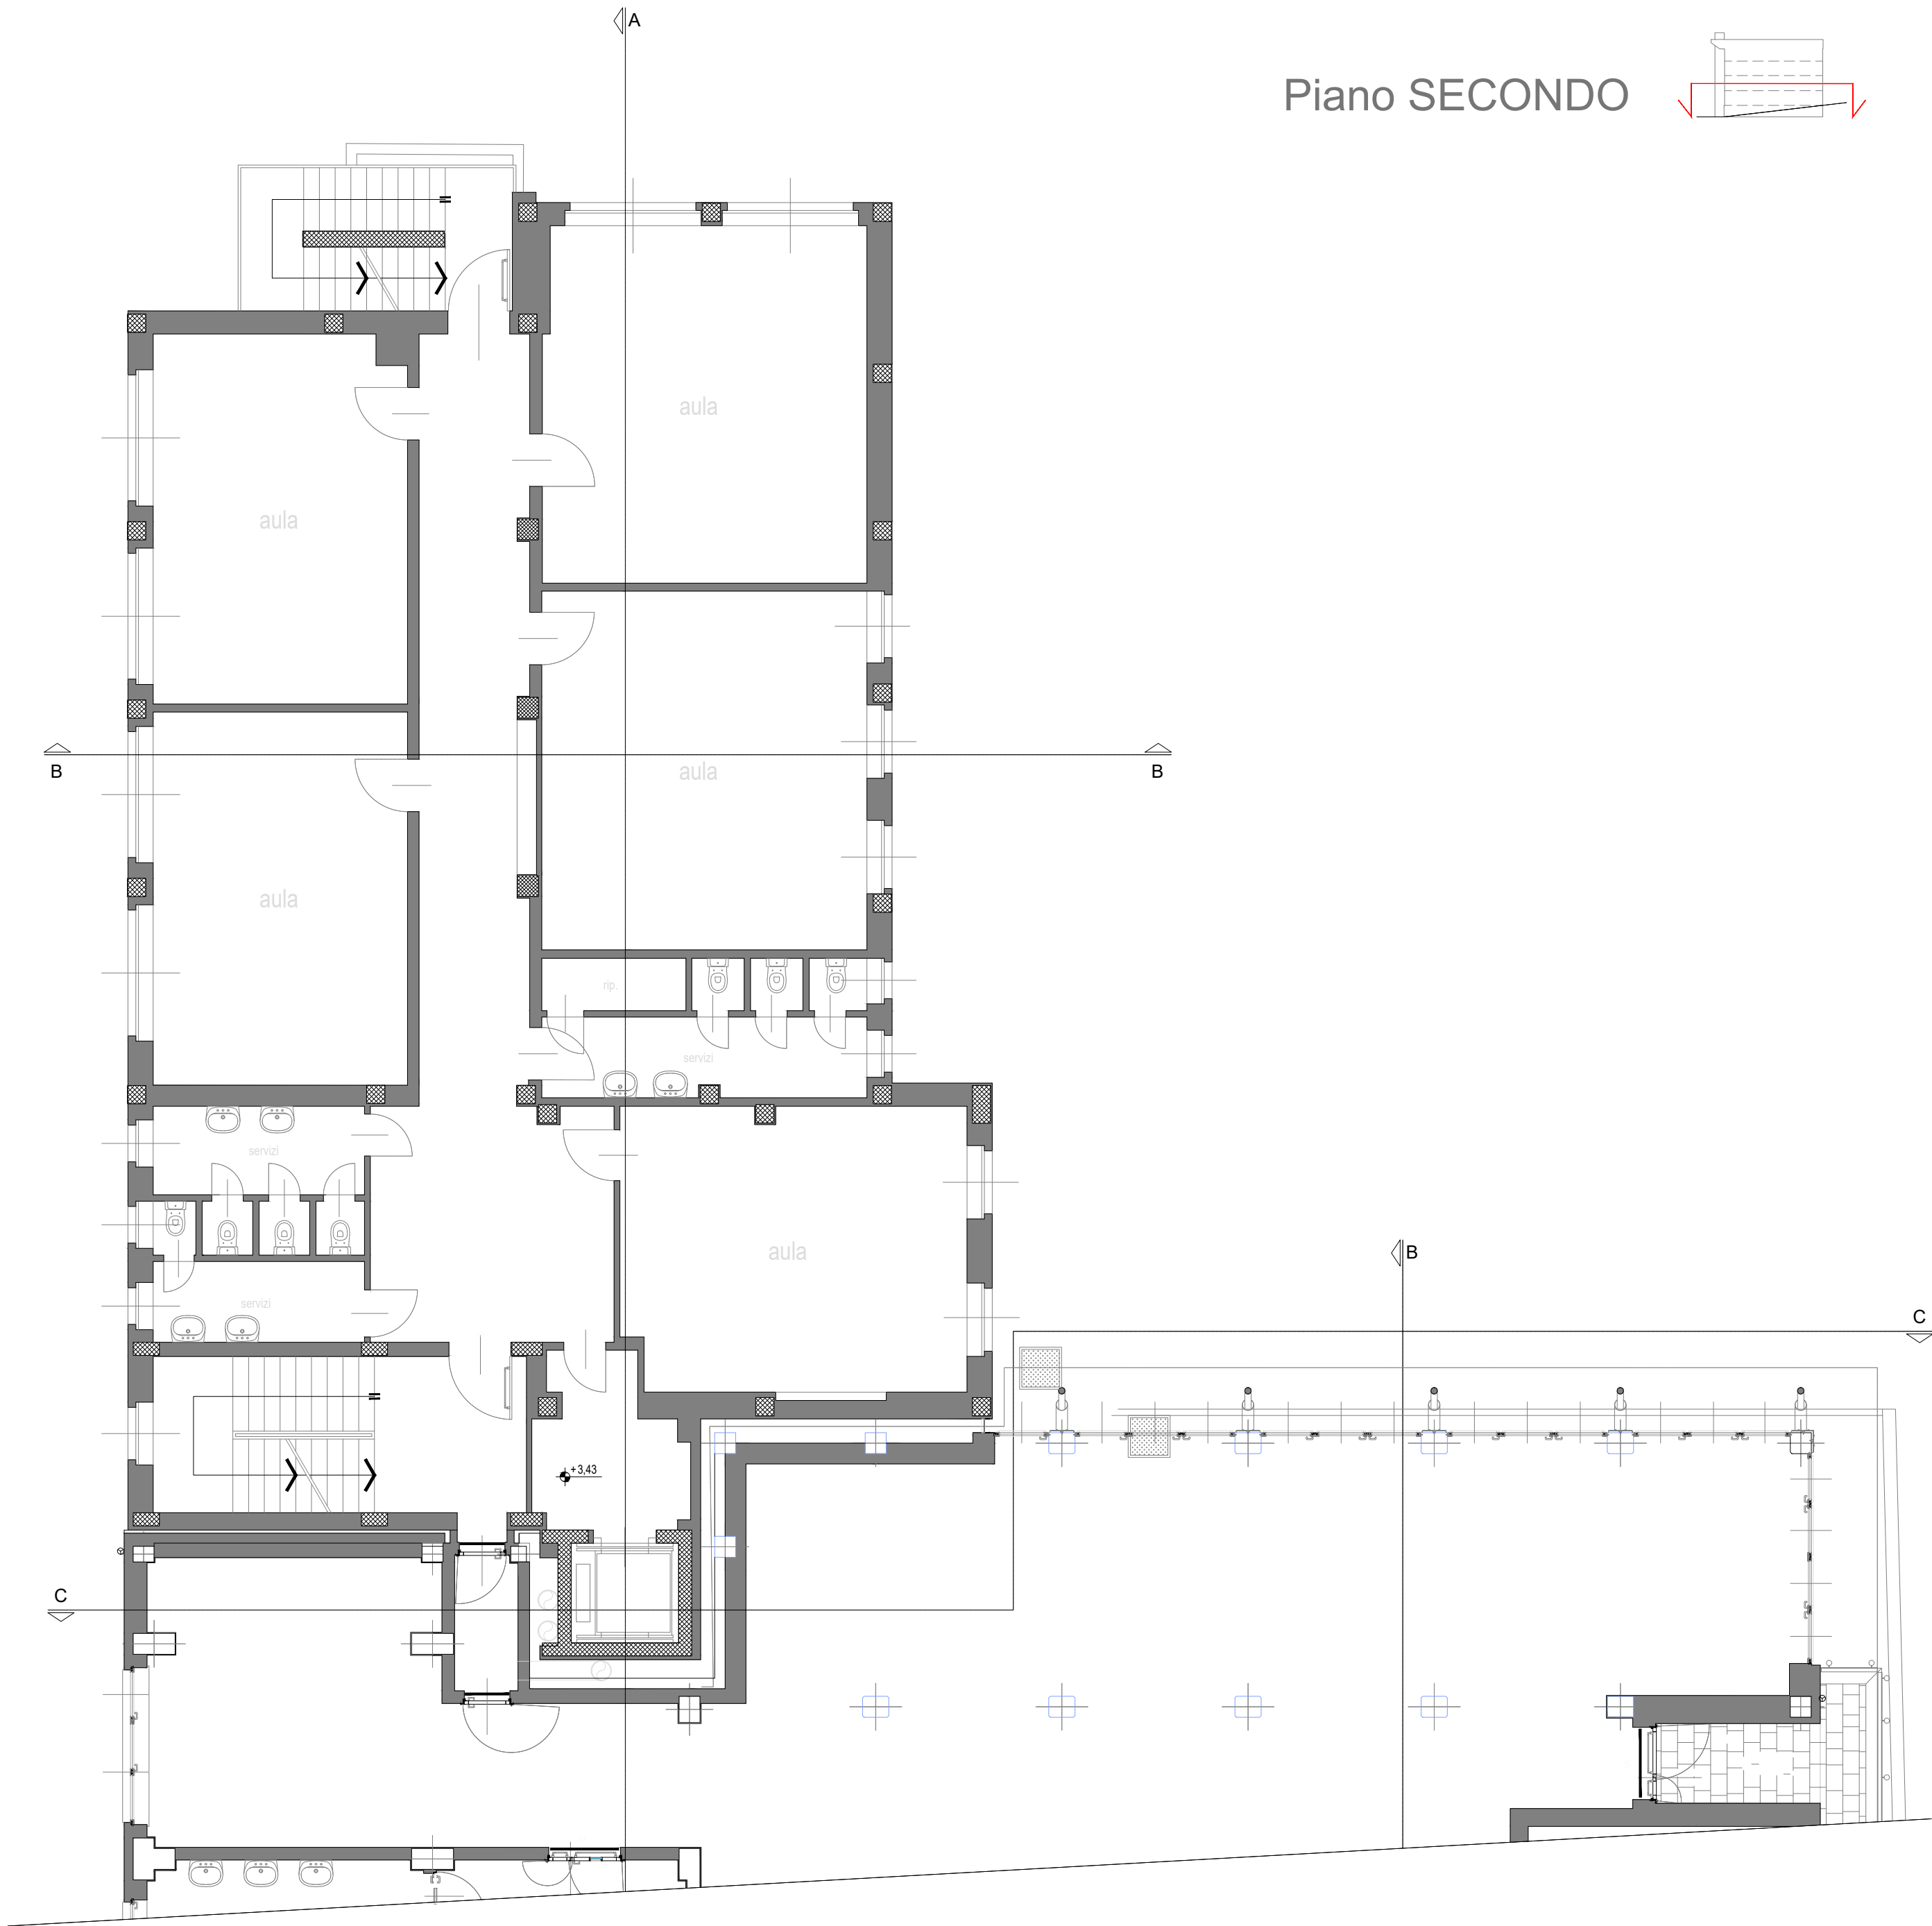 A
Piano SECONDO
aula
aula
B
B
aula
aula
rip.
servizi
servizi
aula
B
servizi
C
+3,43
C